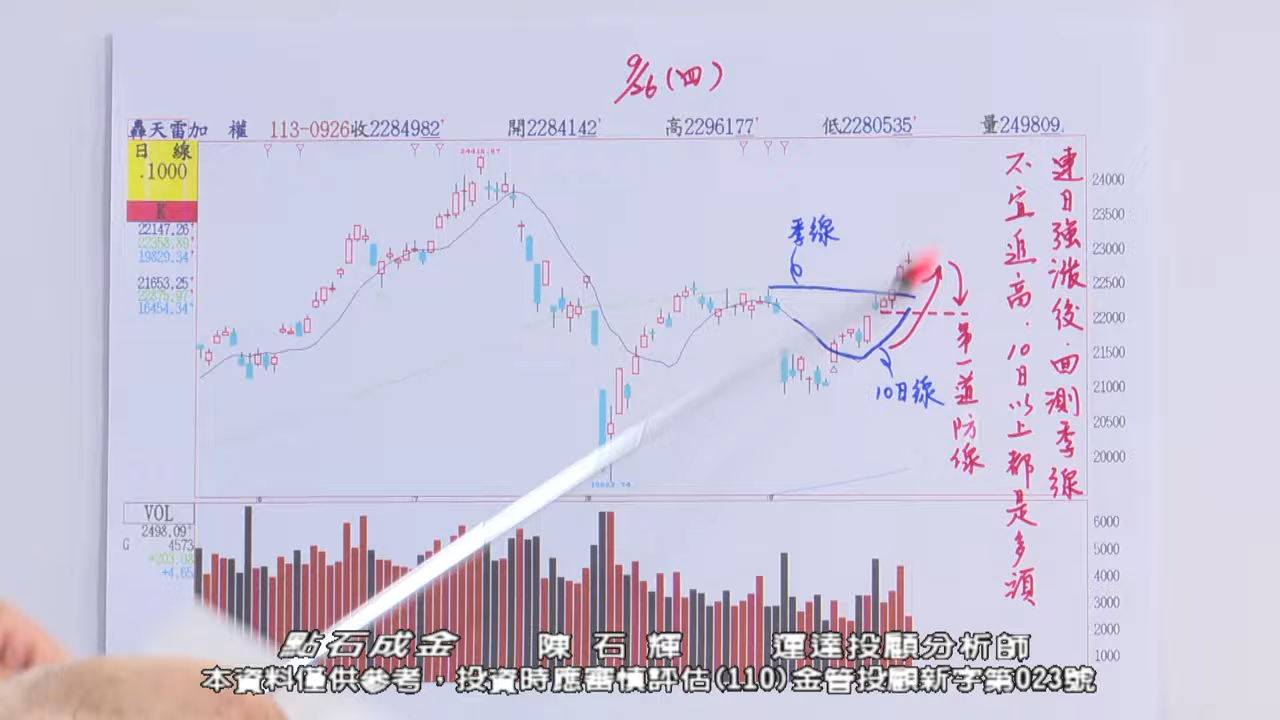 9/26(四)
轟天雷加 權 113-0926收2284982 開2284142 高2296177 低2280535 量249809.
日 線
.1000
K
22147.26
22358.89
19829.34
21653.25
16454.34
24000
23500
23000
22500
22000
21500
21000
20500
20000
季線
10日線
第一道防線
連日強漲後.回測季線
不宜追高.10日以上都是多頭
VOL
2498.09
G 4573
+203.08
+4.65
6000
5000
4000
3000
2000
1000
點石成金 陳石輝 運達投顧分析師
本資料僅供參考，投資時應審慎評估(110)金管投顧新字第023號